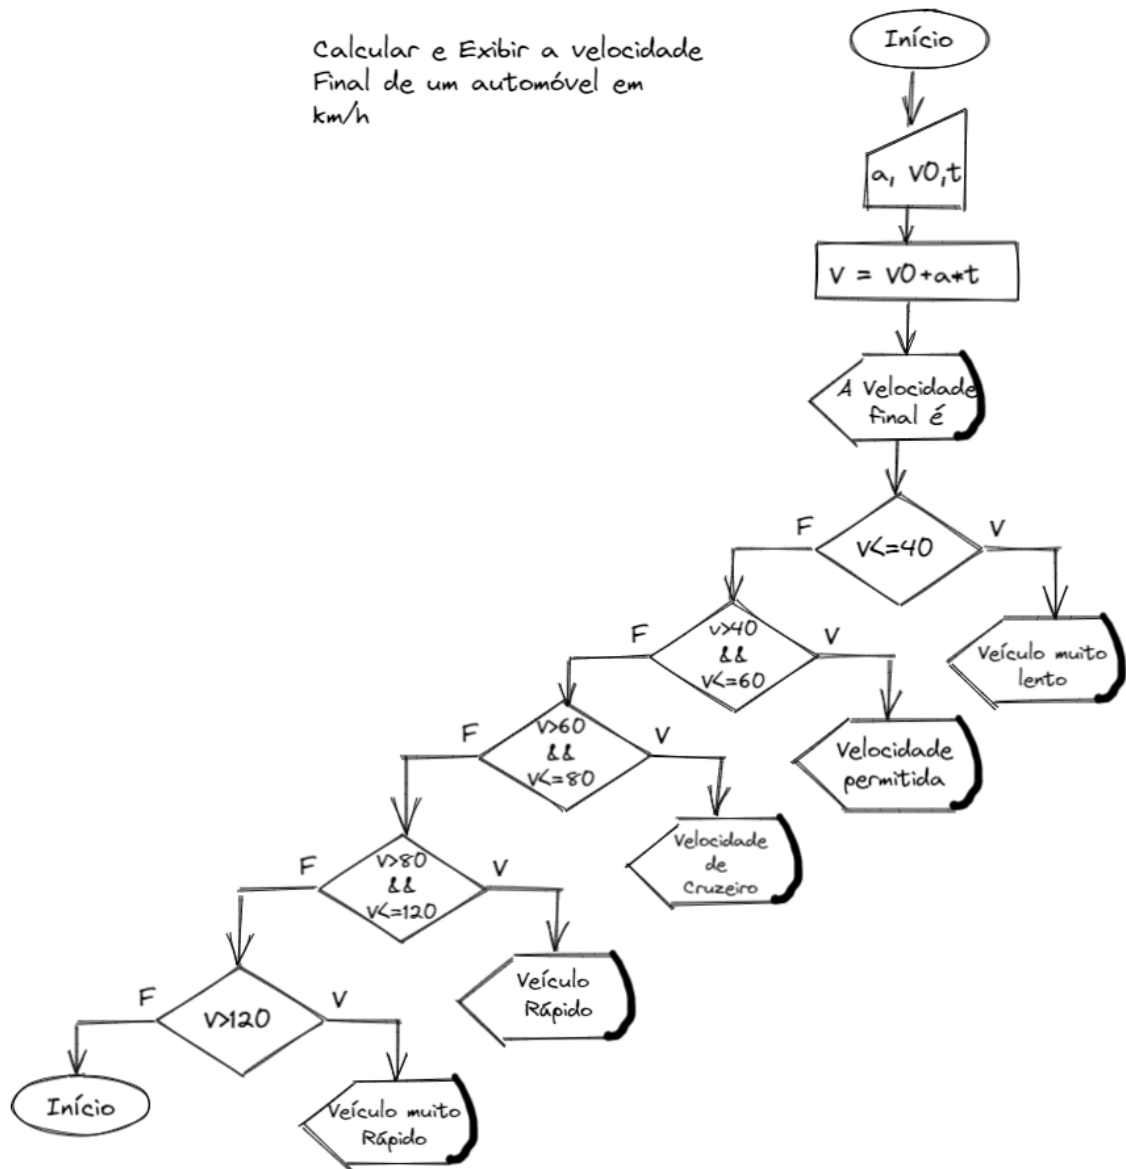 Calcular e Exibir a velocidade
Final de um automóvel em
km/h
Início
a, V0,t
V = V0+a*t
A Velocidade
final é
V<=40
F
V
Veículo muito
lento
v>40
&&
v<=60
F
V
Velocidade
permitida
v>60
&&
v<=80
F
V
Velocidade
de
Cruzeiro
v>80
&&
v<=120
F
V
Veículo
Rápido
V>120
F
V
Início
Veículo muito
Rápido